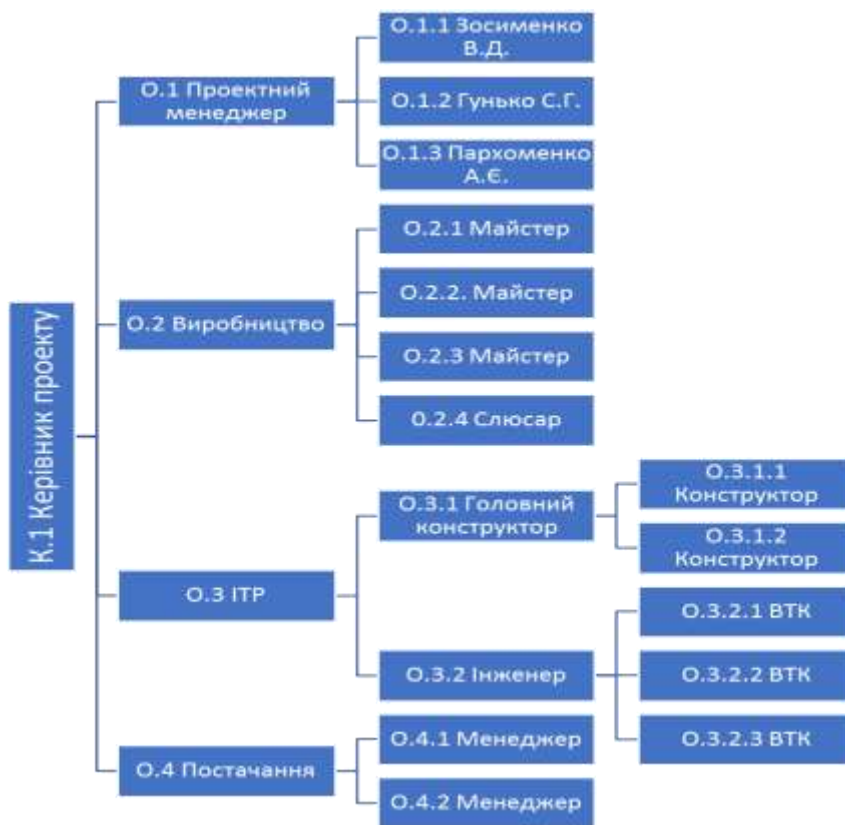 К.1 Керівник проекту
О.1 Проектний
менеджер
О.1.1 Зосименко
В.Д.
О.1.2 Гунько С.Г.
О.1.3 Пархоменко
А.Є.
О.2 Виробництво
О.2.1 Майстер
О.2.2. Майстер
О.2.3 Майстер
0.2.4 Слюсар
О.3 ІТР
О.3.1 Головний
конструктор
О.3.1.1
Конструктор
О.3.1.2
Конструктор
О.3.2 Інженер
О.3.2.1 ВТК
О.3.2.2 ВТК
О.3.2.3 ВТК
О.4 Постачання
О.4.1 Менеджер
О.4.2 Менеджер